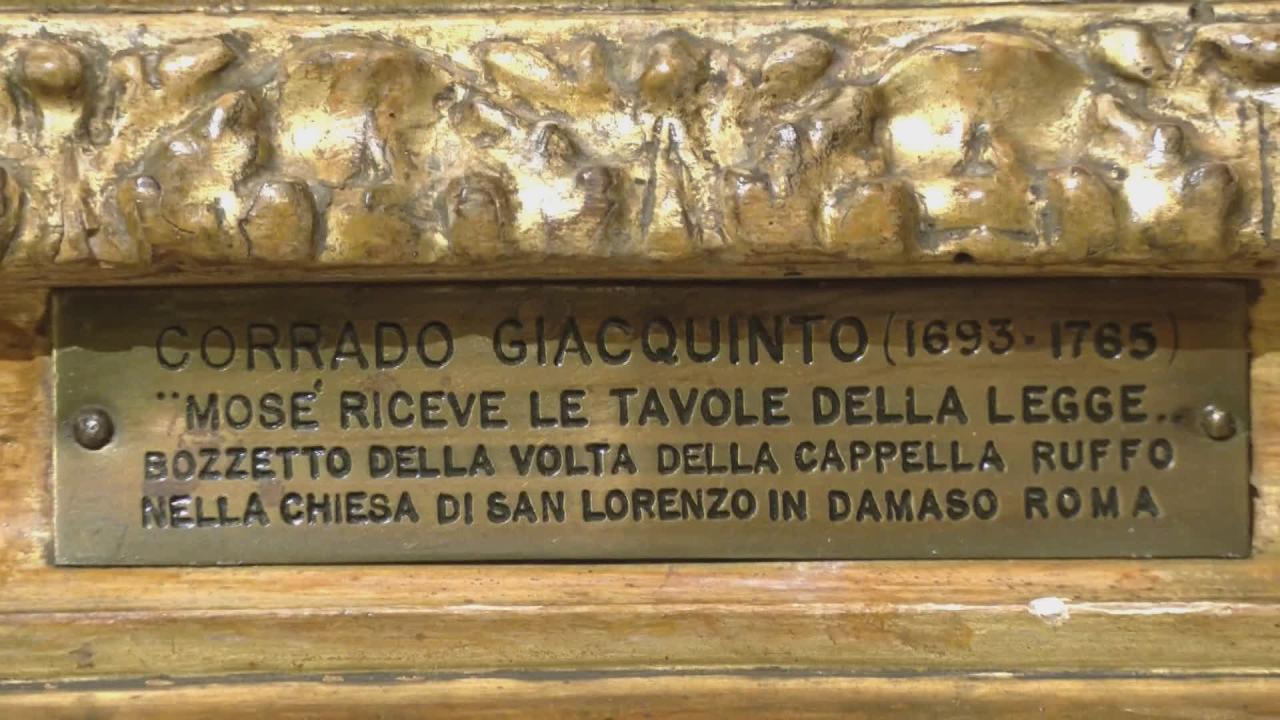 CORRADO GIACQUINTO (1693-1765)
"MOSE' RICEVE LE TAVOLE DELLA LEGGE"
BOZZETTO DELLA VOLTA DELLA CAPPELLA RUFFO
NELLA CHIESA DI SAN LORENZO IN DAMASO ROMA